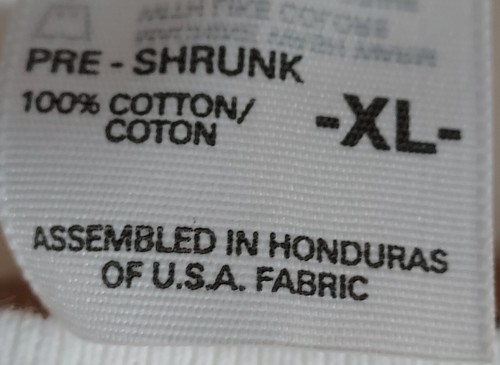 PRE - SHRUNK
100% COTTON/
COTON
-XL-
ASSEMBLED IN HONDURAS
OF U.S.A. FABRIC